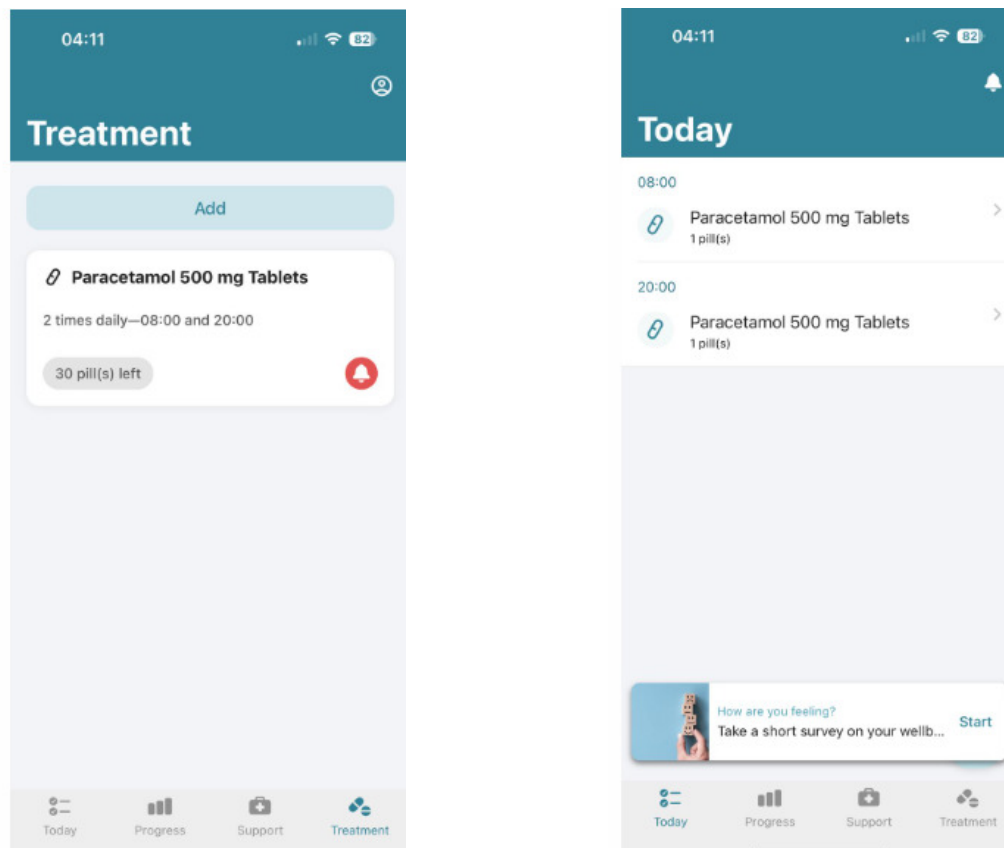 04:11
82
Treatment
Add
Paracetamol 500 mg Tablets
2 times daily—08:00 and 20:00
30 pill(s) left
Today Progress Support Treatment
04:11
82
Today
08:00
Paracetamol 500 mg Tablets
1 pill(s)
20:00
Paracetamol 500 mg Tablets
1 pill(s)
How are you feeling?
Take a short survey on your wellb...
Start
Today Progress Support Treatment